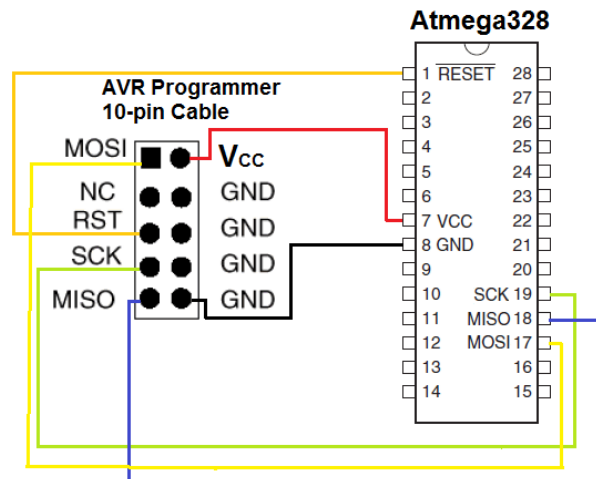 Atmega328
AVR Programmer
10-pin Cable
MOSI
Vcc
NC
GND
RST
GND
SCK
GND
MISO
GND
1 RESET 28
2 27
3 26
4 25
5 24
6 23
7 VCC 22
8 GND 21
9 20
10 SCK 19
11 MISO 18
12 MOSI 17
13 16
14 15